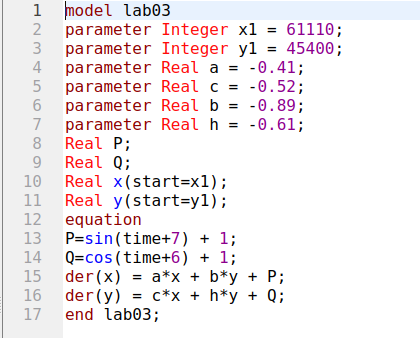 1 model lab03
2 parameter Integer x1 = 61110;
3 parameter Integer y1 = 45400;
4 parameter Real a = -0.41;
5 parameter Real c = -0.52;
6 parameter Real b = -0.89;
7 parameter Real h = -0.61;
8 Real P;
9 Real Q;
10 Real x(start=x1);
11 Real y(start=y1);
12 equation
13 P=sin(time+7) + 1;
14 Q=cos(time+6) + 1;
15 der(x) = a*x + b*y + P;
16 der(y) = c*x + h*y + Q;
17 end lab03;